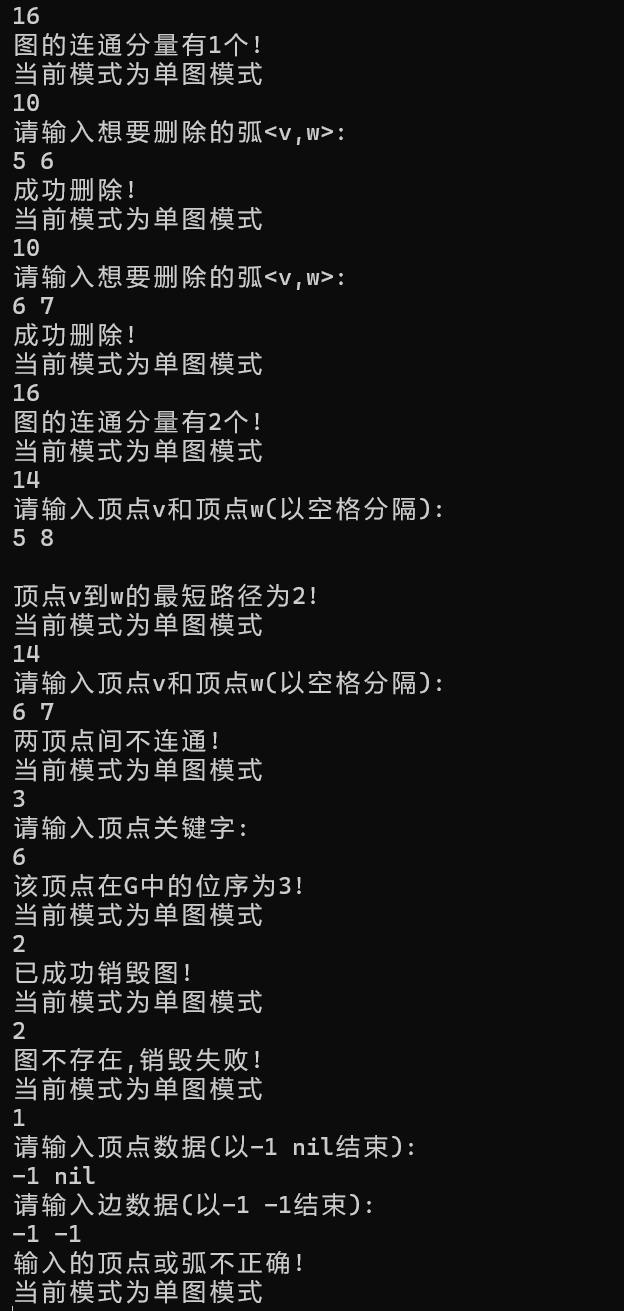 16
图的连通分量有1个!
当前模式为单图模式
10
请输入想要删除的弧<v,w>:
5 6
成功删除!
当前模式为单图模式
10
请输入想要删除的弧<v,w>:
6 7
成功删除!
当前模式为单图模式
16
图的连通分量有2个!
当前模式为单图模式
14
请输入顶点v和顶点w(以空格分隔):
5 8
顶点v到w的最短路径为2!
当前模式为单图模式
14
请输入顶点v和顶点w(以空格分隔):
6 7
两顶点间不连通!
当前模式为单图模式
3
请输入顶点关键字:
6
该顶点在G中的位序为3!
当前模式为单图模式
2
已成功销毁图!
当前模式为单图模式
2
图不存在,销毁失败!
当前模式为单图模式
1
请输入顶点数据(以-1 nil结束):
-1 nil
请输入边数据(以-1 -1结束):
-1 -1
输入的顶点或弧不正确!
当前模式为单图模式